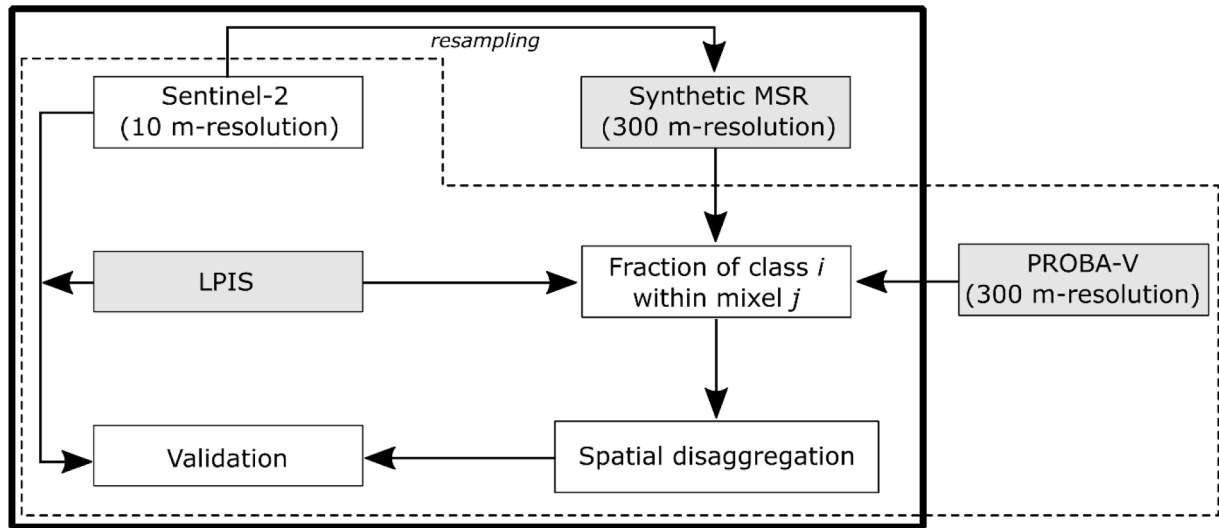 resampling
Sentinel-2
(10 m-resolution)
Synthetic MSR
(300 m-resolution)
LPIS
Fraction of class i
within mixel j
PROBA-V
(300 m-resolution)
Validation
Spatial disaggregation